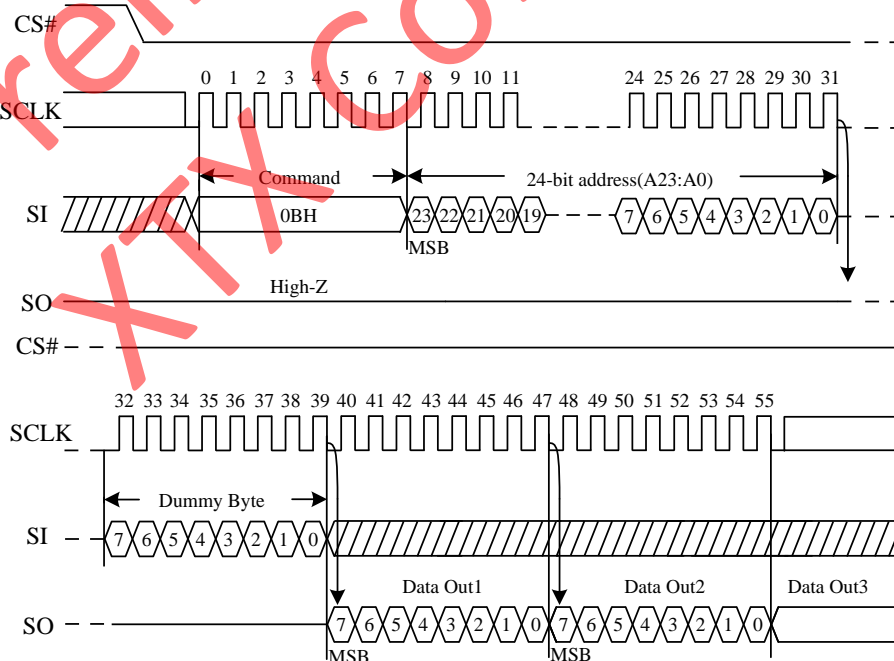 CS#
0 1 2 3 4 5 6 7 8 9 10 11 24 25 26 27 28 29 30 31
SCLK
Command 24-bit address(A23:A0)
SI 0BH 23 22 21 20 19 7 6 5 4 3 2 1 0
MSB
High-Z
SO
CS#
32 33 34 35 36 37 38 39 40 41 42 43 44 45 46 47 48 49 50 51 52 53 54 55
SCLK
Dummy Byte
SI 7 6 5 4 3 2 1 0
Data Out1 Data Out2 Data Out3
SO 7 6 5 4 3 2 1 0 7 6 5 4 3 2 1 0
MSB MSB
XTX